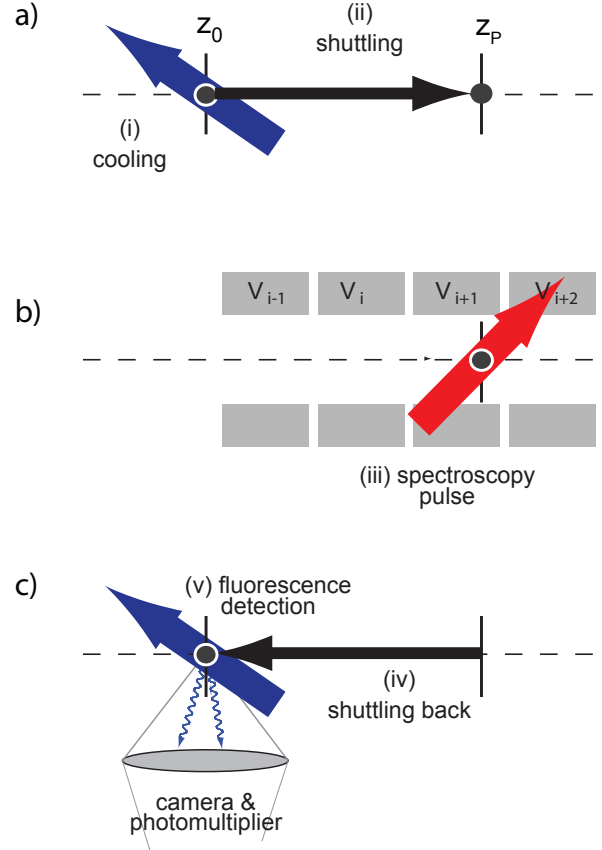 a)
z0
(ii)
shuttling
zP
(i)
cooling
b)
V i-1
V i
V i+1
V i+2
(iii) spectroscopy
pulse
c)
(v) fluorescence
detection
(iv)
shuttling back
camera &
photomultiplier